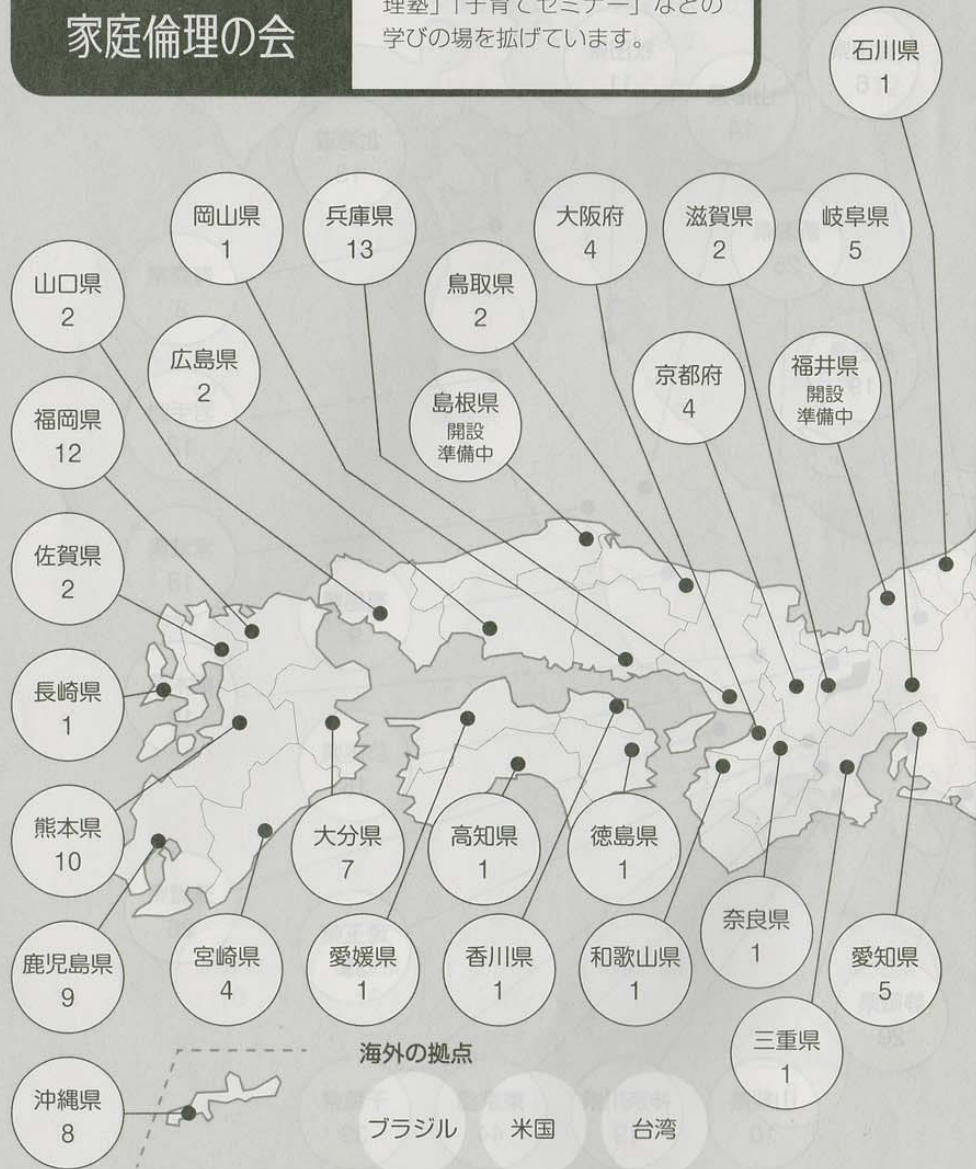 家庭倫理の会
理塾」「子育てセミナー」などの
学びの場を拡げています。
石川県
1
岡山県
1
兵庫県
13
大阪府
4
滋賀県
2
岐阜県
5
山口県
2
鳥取県
2
広島県
2
京都府
4
福井県
開設
準備中
島根県
開設
準備中
福岡県
12
佐賀県
2
長崎県
1
熊本県
10
大分県
7
高知県
1
徳島県
1
奈良県
1
鹿児島県
9
宮崎県
4
愛媛県
1
香川県
1
和歌山県
1
愛知県
5
三重県
1
沖縄県
8
海外の拠点
ブラジル
米国
台湾